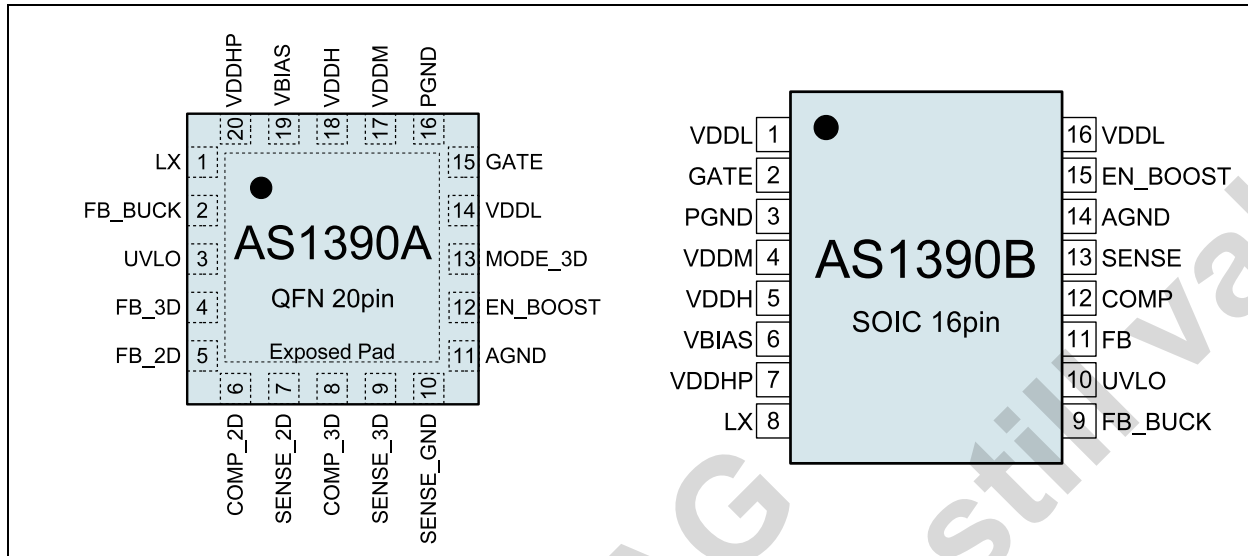 VDDHP
VBIAS
VDDH
VDDM
PGND
20
19
18
17
16
LX 1
FB_BUCK 2
UVLO 3
FB_3D 4
FB_2D 5
15 GATE
14 VDDL
13 MODE_3D
12 EN_BOOST
11 AGND
AS1390A
QFN 20pin
Exposed Pad
6
7
8
9
10
COMP_2D
SENSE_2D
COMP_3D
SENSE_3D
SENSE_GND
VDDL 1
GATE 2
PGND 3
VDDM 4
VDDH 5
VBIAS 6
VDDHP 7
LX 8
AS1390B
SOIC 16pin
16 VDDL
15 EN_BOOST
14 AGND
13 SENSE
12 COMP
11 FB
10 UVLO
9 FB_BUCK
AG
still